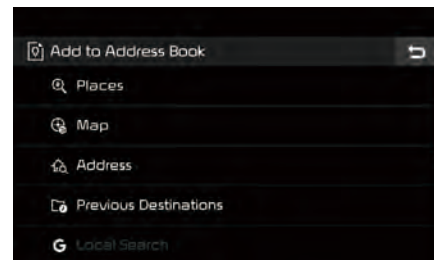 Add to Address Book
Places
Map
Address
Previous Destinations
G Local Search